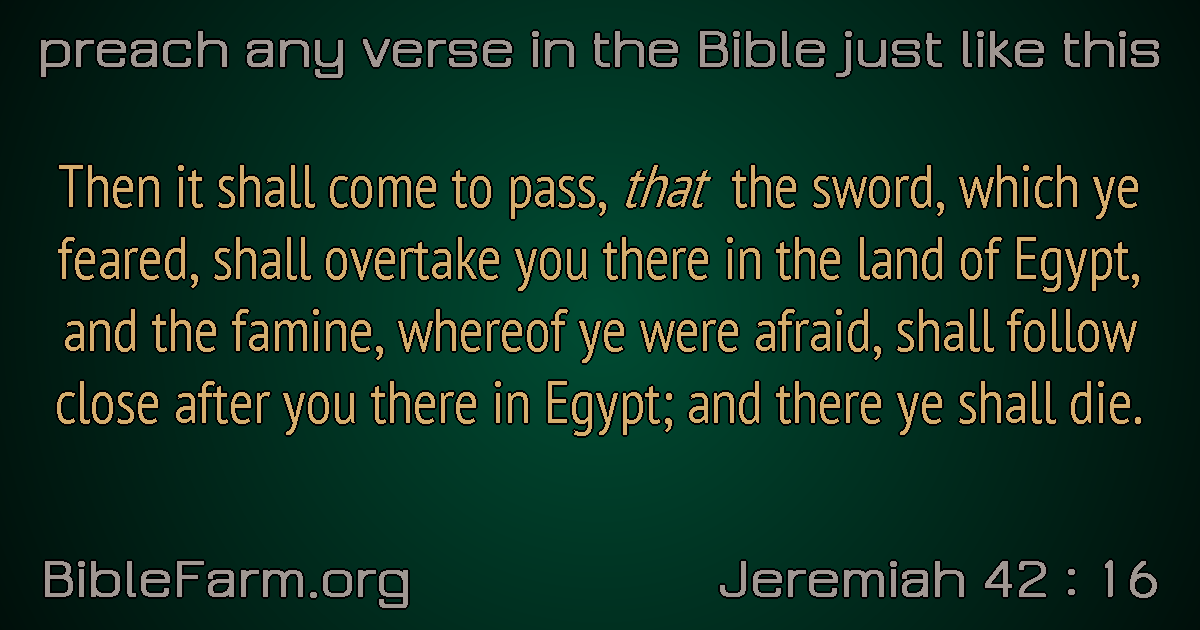 preach any verse in the Bible just like this
Then it shall come to pass, that the sword, which ye
feared, shall overtake you there in the land of Egypt,
and the famine, whereof ye were afraid, shall follow
close after you there in Egypt; and there ye shall die.
BibleFarm.org
Jeremiah 42 : 16